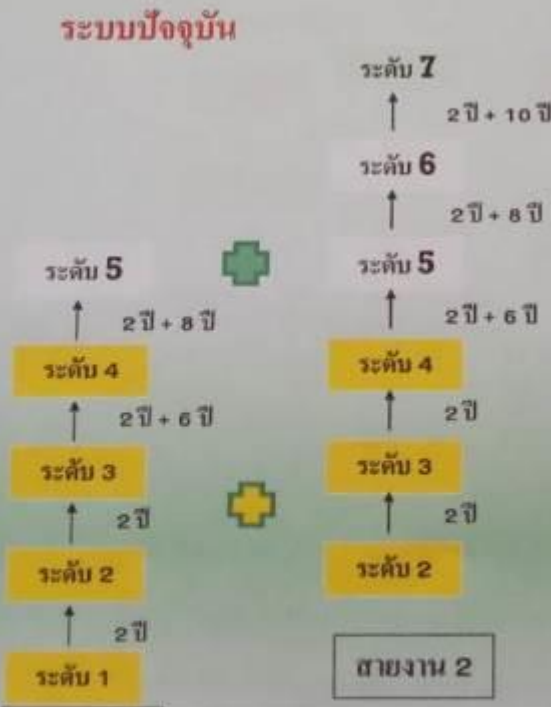 ระบบปัจจุบัน
ระดับ 5
2 ปี + 8 ปี
ระดับ 4
2 ปี + 6 ปี
ระดับ 3
2 ปี
ระดับ 2
2 ปี
ระดับ 1
ระดับ 7
2 ปี + 10 ปี
ระดับ 6
2 ปี + 8 ปี
ระดับ 5
2 ปี + 6 ปี
ระดับ 4
2 ปี
ระดับ 3
2 ปี
ระดับ 2
สายงาน 2